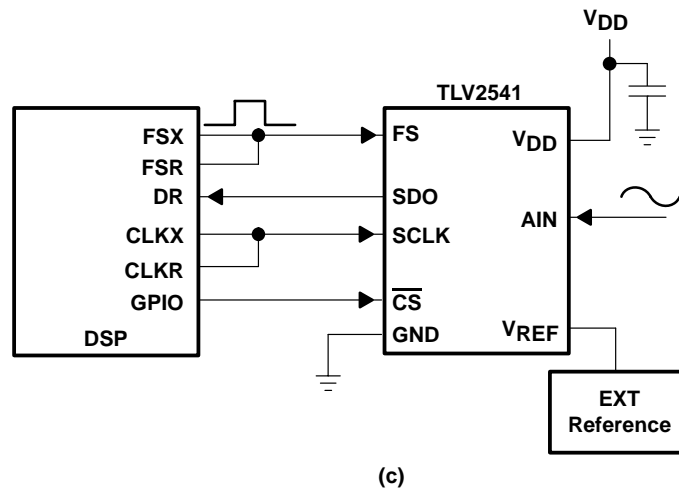 VDD
TLV2541
FSX
FSR
DR
CLKX
CLKR
GPIO
DSP
FS
SDO
SCLK
CS
GND
VDD
AIN
VREF
EXT
Reference
(c)